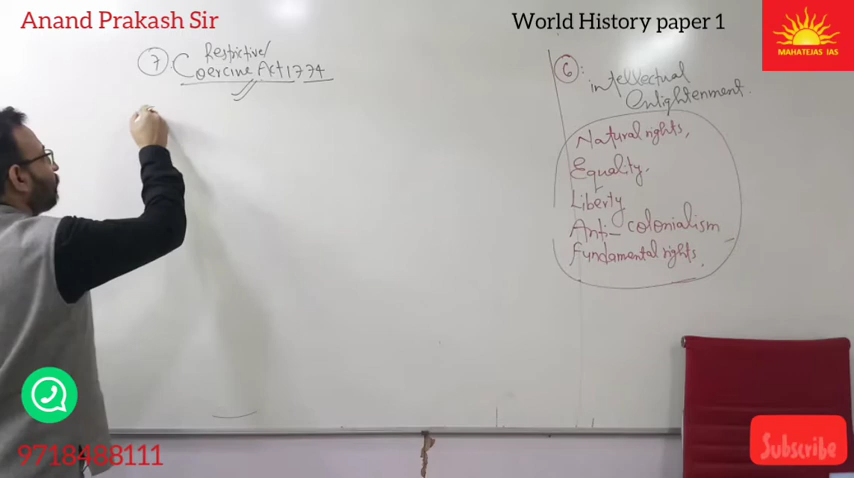 Anand Prakash Sir
World History paper 1
MAHATEJAS IAS
7 Restrictive/
Coercine Act 1774
6:
intellectual
Enlightenment.
Natural rights,
Equality.
Liberty
Anti-colonialism
Fundamental rights.
9718488111
Subscribe